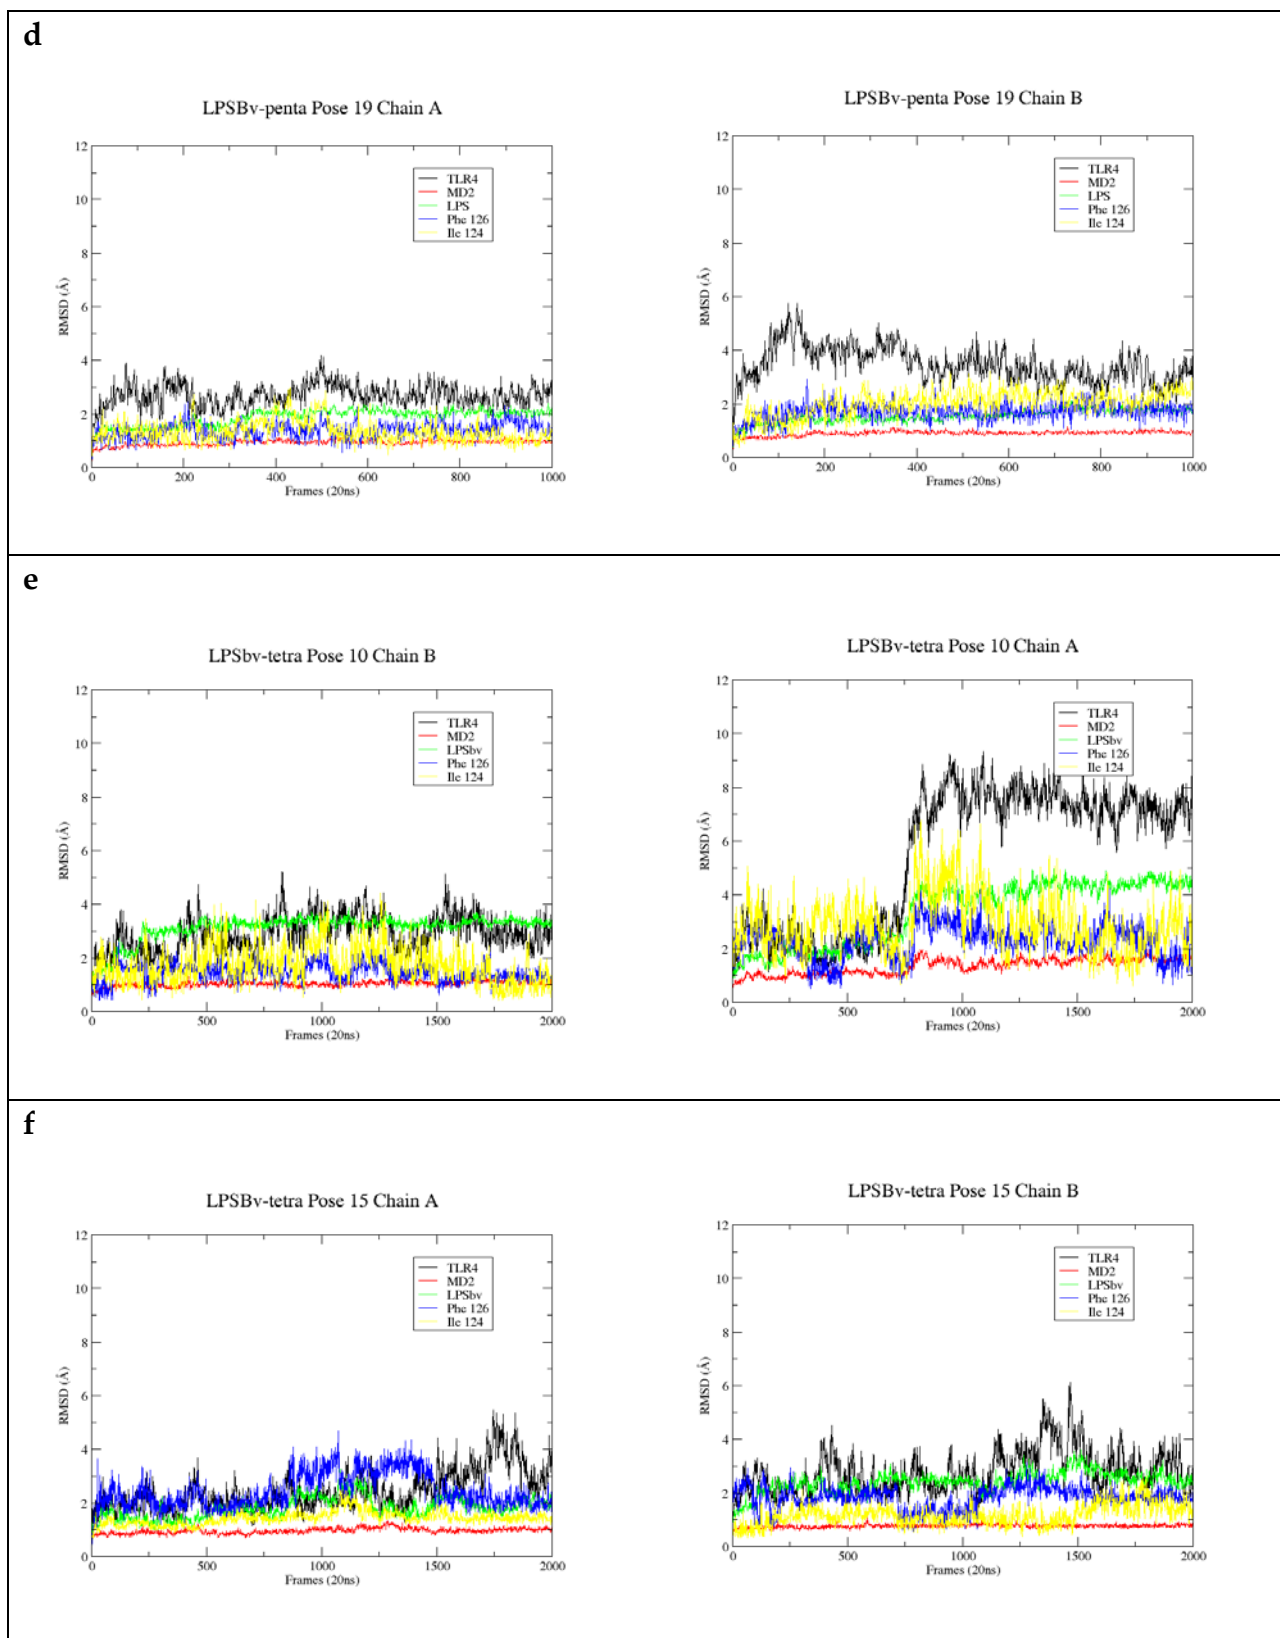 d
LPSBv-penta Pose 19 Chain A
12
10
8
6
4
2
0
RMSD (Å)
TLR4
MD2
LPS
Phe 126
Ile 124
0 200 400 600 800 1000
Frames (20ns)
LPSBv-penta Pose 19 Chain B
12
10
8
6
4
2
0
RMSD (Å)
TLR4
MD2
LPS
Phe 126
Ile 124
0 200 400 600 800 1000
Frames (20ns)
e
LPSbv-tetra Pose 10 Chain B
12
10
8
6
4
2
0
RMSD (Å)
TLR4
MD2
LPSbv
Phe 126
Ile 124
0 500 1000 1500 2000
Frames (20ns)
LPSBv-tetra Pose 10 Chain A
12
10
8
6
4
2
0
RMSD (Å)
TLR4
MD2
LPSbv
Phe 126
Ile 124
0 500 1000 1500 2000
Frames (20ns)
f
LPSBv-tetra Pose 15 Chain A
12
10
8
6
4
2
0
RMSD (Å)
TLR4
MD2
LPSbv
Phe 126
Ile 124
0 500 1000 1500 2000
Frames (20ns)
LPSBv-tetra Pose 15 Chain B
12
10
8
6
4
2
0
RMSD (Å)
TLR4
MD2
LPSbv
Phe 126
Ile 124
0 500 1000 1500 2000
Frames (20ns)